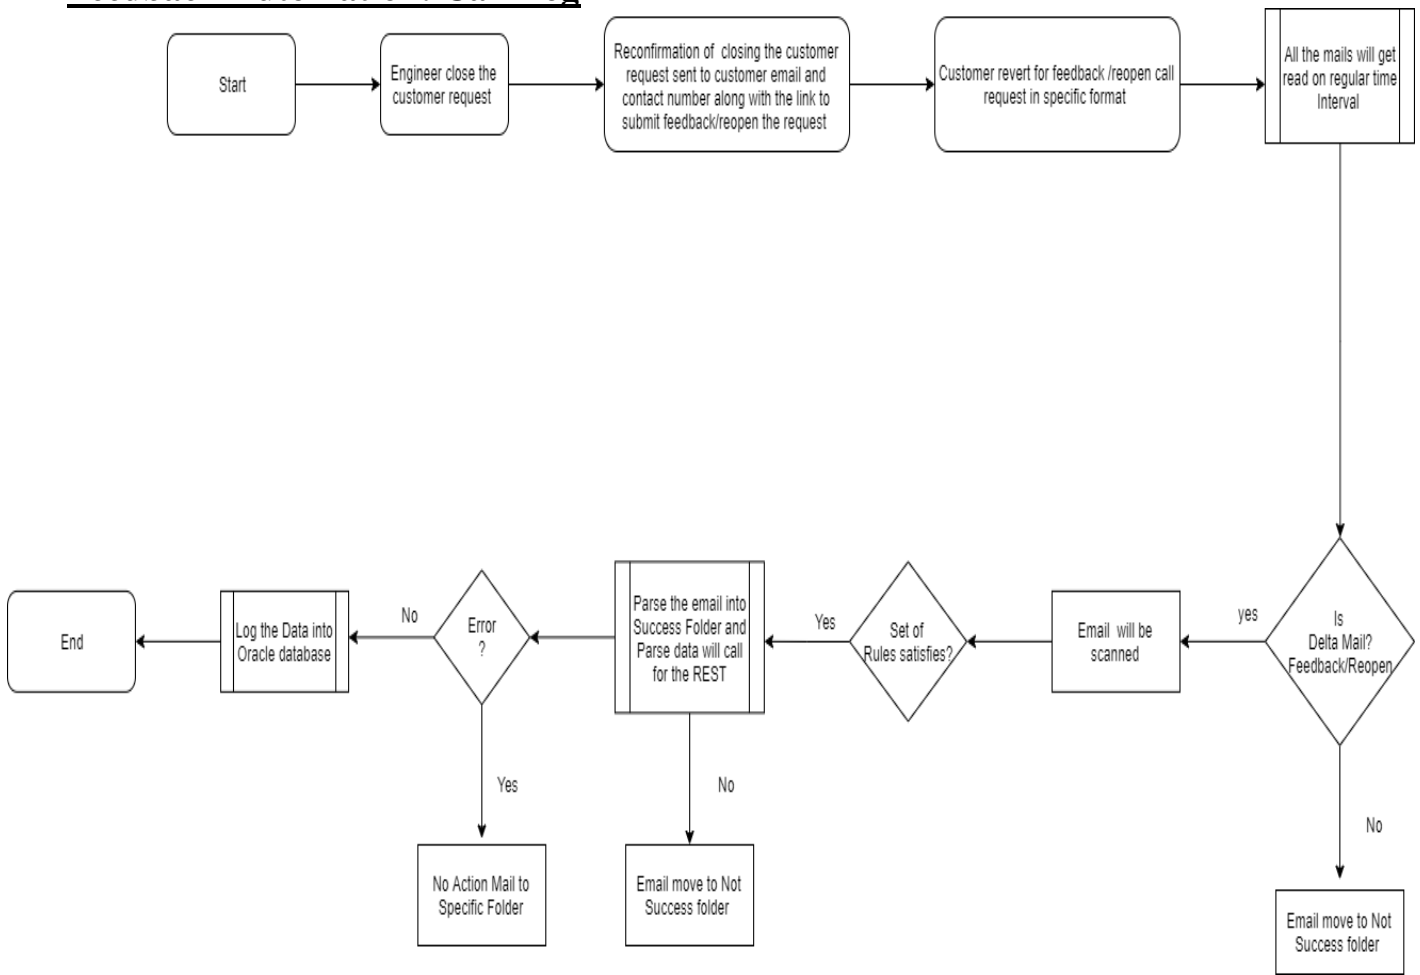 Start
Engineer close the
customer request
Reconfirmation of closing the customer
request sent to customer email and
contact number along with the link to
submit feedback/reopen the request
Customer revert for feedback /reopen call
request in specific format
All the mails will get
read on regular time
Interval
Is
Delta Mail?
Feedback/Reopen
yes
No
Email move to Not
Success folder
Email will be
scanned
Set of
Rules satisfies?
Yes
Parse the email into
Success Folder and
Parse data will call
for the REST
No
Email move to Not
Success folder
Error
?
Yes
No Action Mail to
Specific Folder
No
Log the Data into
Oracle database
End